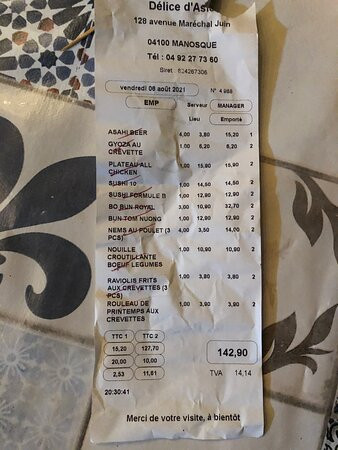 Délice d'Asie
128 avenue Maréchal Juin
04100 MANOSQUE
Tél : 04 92 27 73 60
Siret : 824267306
vendredi 06 août 2021 N° 4 988
EMP Serveur MANAGER
Lieu Emporté
ASAHI BEER 4,00 3,80 15,20 1
GYOZA AU CREVETTE 1,00 6,20 6,20 2
PLATEAU ALL CHICKEN 1,00 15,90 15,90 2
SUSHI 10 1,00 14,50 14,50 2
SUSHI FORMULE B 1,00 12,90 12,90 2
BO BUN ROYAL 3,00 10,90 32,70 2
BUN TOM NUONG 1,00 12,90 12,90 2
NEMS AU POULET (3 PCS) 4,00 3,50 14,00 2
NOUILLE CROUTILLANTE BOEUF LEGUMES 1,00 10,90 10,90 2
RAVIOLIS FRITS AUX CREVETTES (3 PCS) 1,00 3,80 3,80 2
ROULEAU DE PRINTEMPS AUX CREVETTES 1,00 3,90 3,90 2
TTC 1 TTC 2
15,20 127,70
20,00 10,00
2,53 11,61
142,90
TVA 14,14
20:30:41
Merci de votre visite, à bientôt